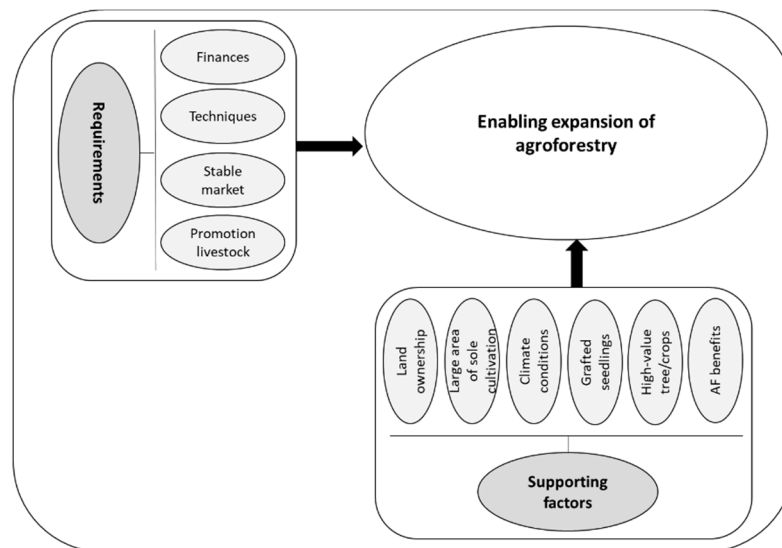 Requirements
Finances
Techniques
Stable
market
Promotion
livestock
Enabling expansion of
agroforestry
Land
ownership
Large area
of sole
cultivation
Climate
conditions
Grafted
seedlings
High-value
tree/crops
AF benefits
Supporting
factors